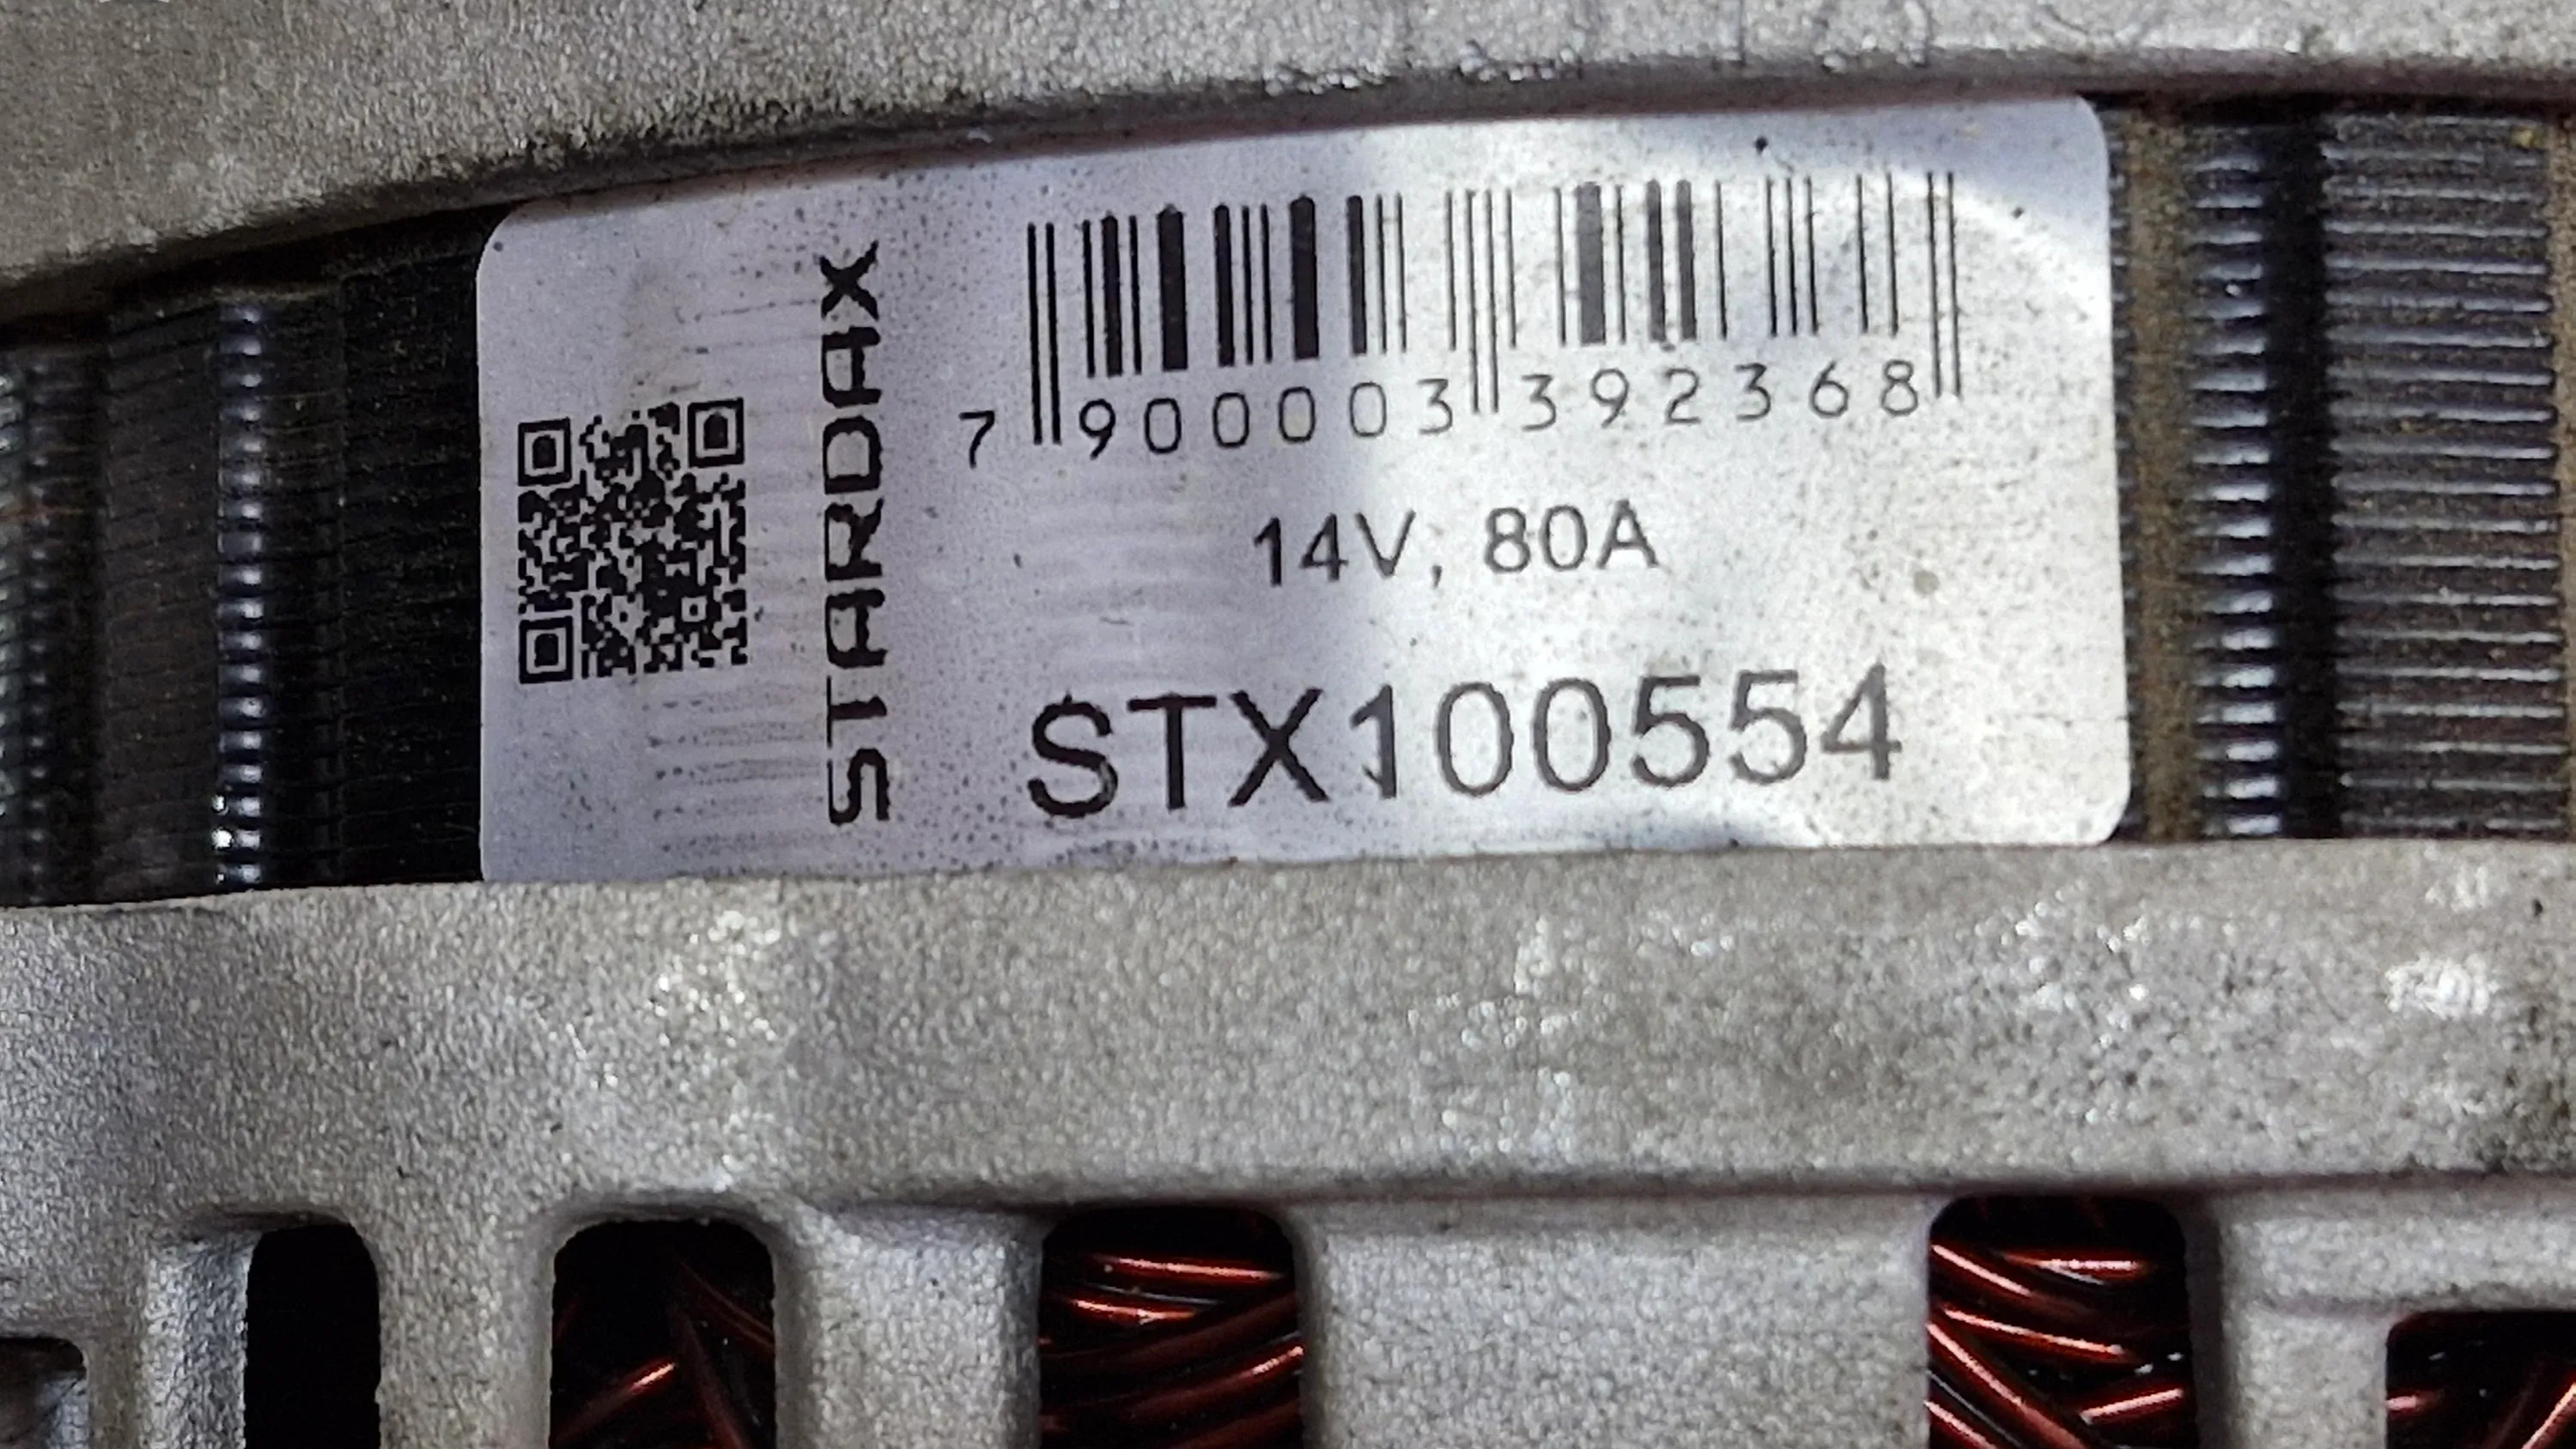 STARDAX
7 900003 392368
14V, 80A
STX100554